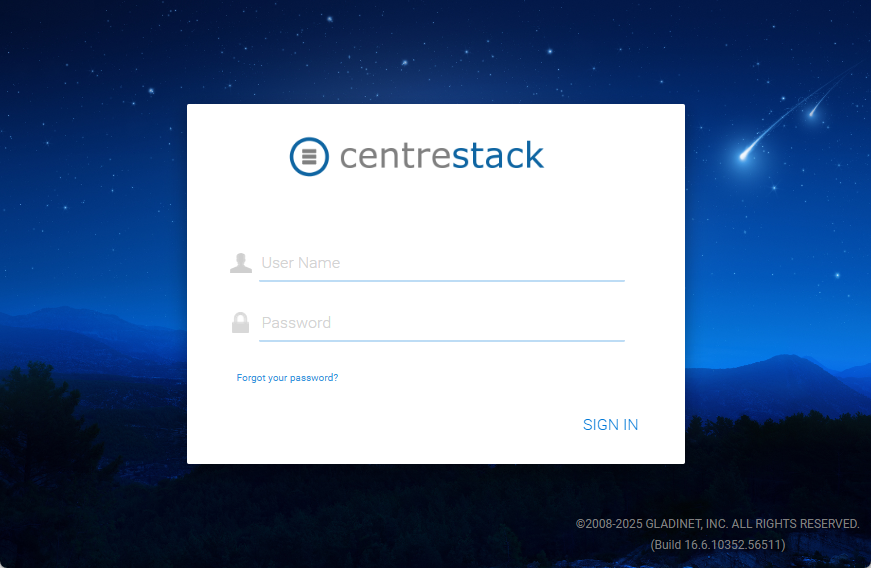 centrestack
User Name
Password
Forgot your password?
SIGN IN
©2008-2025 GLADINET, INC. ALL RIGHTS RESERVED.
(Build 16.6.10352.56511)